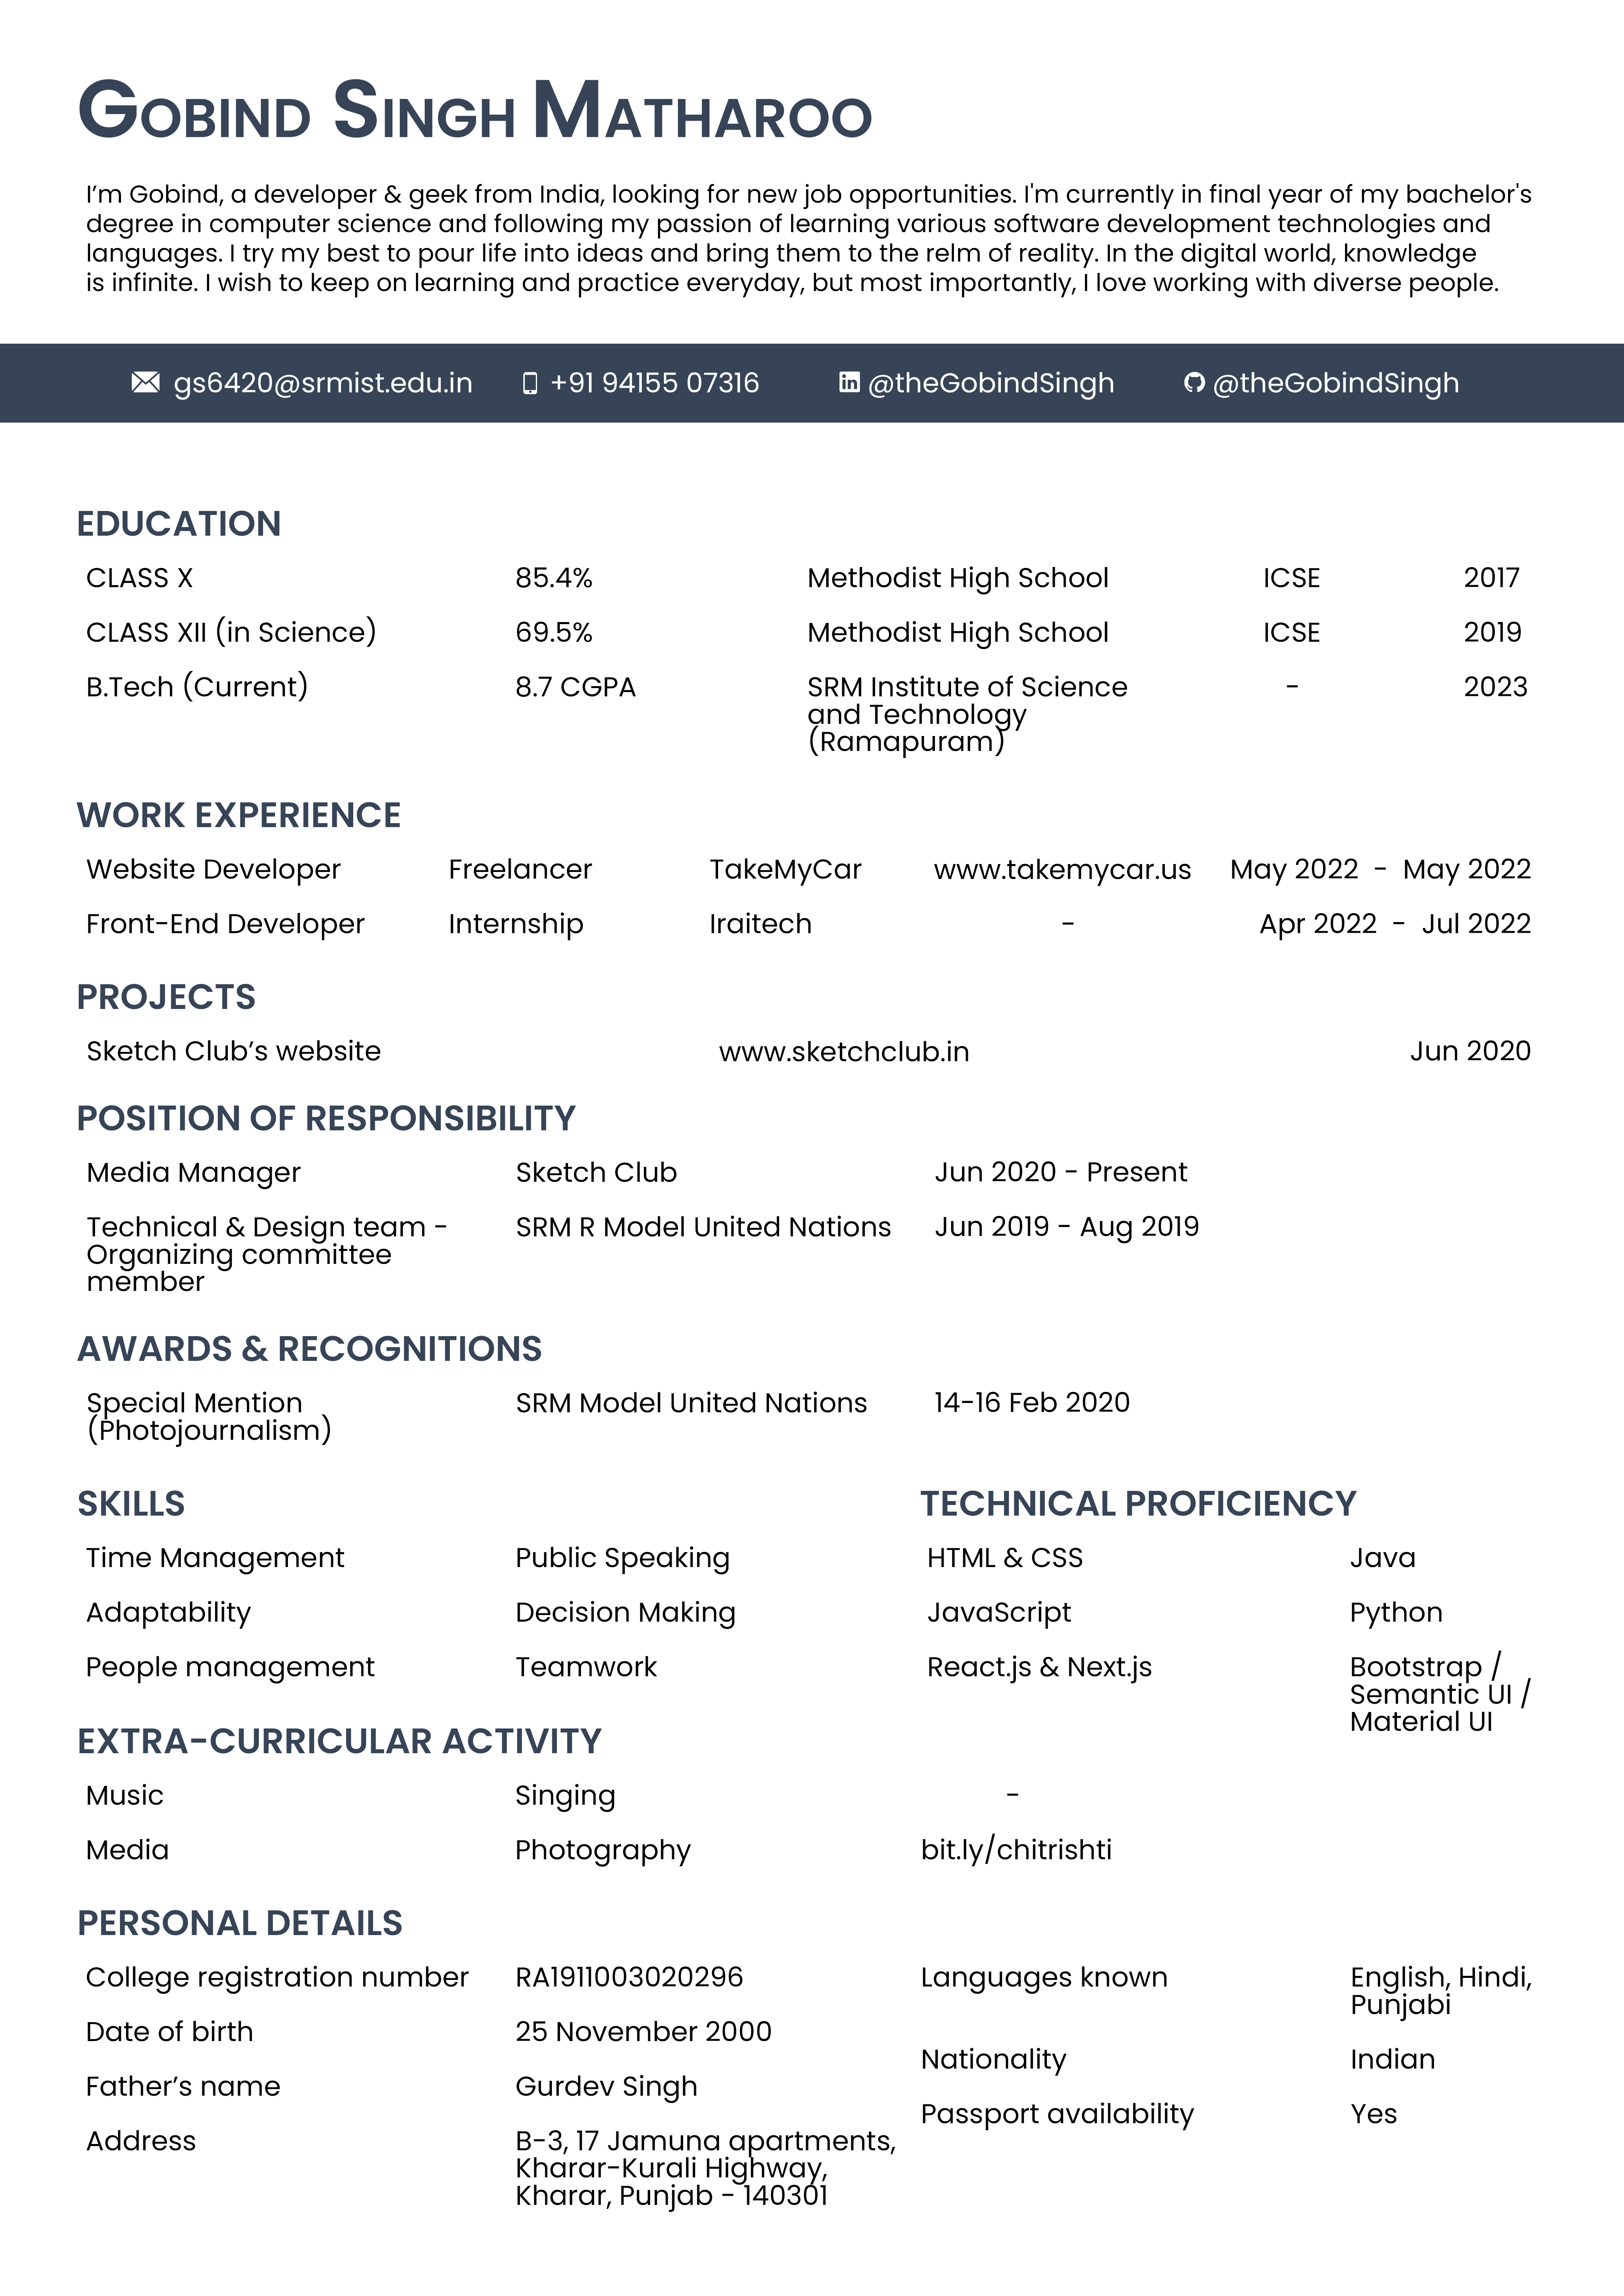 Gobind Singh Matharoo
I’m Gobind, a developer & geek from India, looking for new job opportunities. I'm currently in final year of my bachelor's
degree in computer science and following my passion of learning various software development technologies and
languages. I try my best to pour life into ideas and bring them to the relm of reality. In the digital world, knowledge
is infinite. I wish to keep on learning and practice everyday, but most importantly, I love working with diverse people.
gs6420@srmist.edu.in +91 94155 07316 @theGobindSingh @theGobindSingh
EDUCATION
CLASS X 85.4% Methodist High School ICSE 2017
CLASS XII (in Science) 69.5% Methodist High School ICSE 2019
B.Tech (Current) 8.7 CGPA SRM Institute of Science - 2023
and Technology
(Ramapuram)
WORK EXPERIENCE
Website Developer Freelancer TakeMyCar www.takemycar.us May 2022 - May 2022
Front-End Developer Internship Iraitech - Apr 2022 - Jul 2022
PROJECTS
Sketch Club’s website www.sketchclub.in Jun 2020
POSITION OF RESPONSIBILITY
Media Manager Sketch Club Jun 2020 - Present
Technical & Design team - SRM R Model United Nations Jun 2019 - Aug 2019
Organizing committee
member
AWARDS & RECOGNITIONS
Special Mention SRM Model United Nations 14-16 Feb 2020
(Photojournalism)
SKILLS TECHNICAL PROFICIENCY
Time Management Public Speaking HTML & CSS Java
Adaptability Decision Making JavaScript Python
People management Teamwork React.js & Next.js Bootstrap /
Semantic UI /
Material UI
EXTRA-CURRICULAR ACTIVITY
Music Singing -
Media Photography bit.ly/chitrishti
PERSONAL DETAILS
College registration number RA1911003020296 Languages known English, Hindi,
Punjabi
Date of birth 25 November 2000
Nationality Indian
Father’s name Gurdev Singh
Passport availability Yes
Address B-3, 17 Jamuna apartments,
Kharar-Kurali Highway,
Kharar, Punjab - 140301